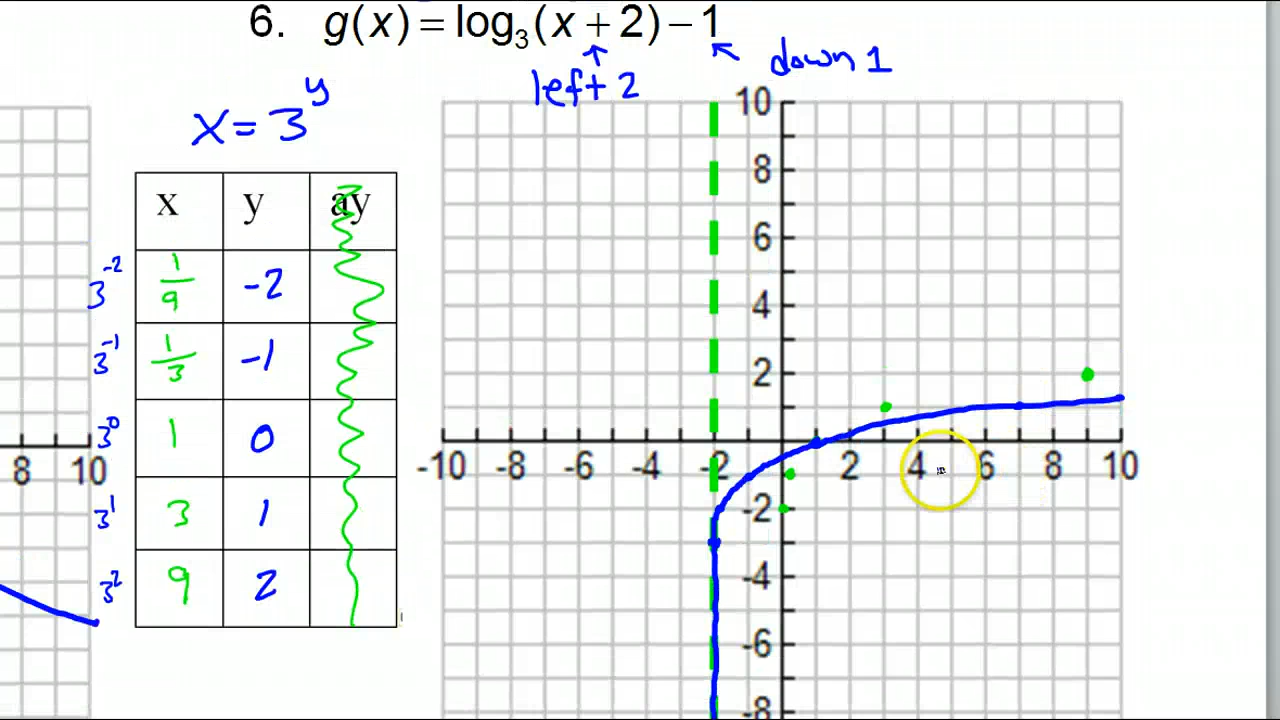 6. g(x) = log₃(x + 2) − 1
left 2
down 1
x = 3^y
x y ay
3^-2 1/9 -2
3^-1 1/3 -1
3^0 1 0
3^1 3 1
3^2 9 2
8 10
10
8
6
4
2
-10 -8 -6 -4 -2 2 4 6 8 10
-2
-4
-6
-8